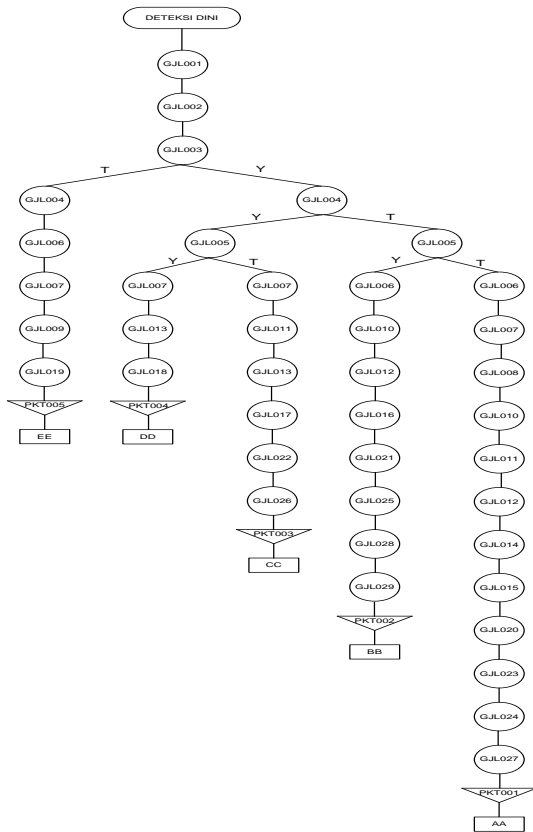 DETEKSI DINI
GJL001
GJL002
GJL003
T Y
GJL004 GJL004
Y T
GJL006 GJL005 GJL005
Y T Y T
GJL007 GJL007 GJL007 GJL006 GJL006
GJL009 GJL013 GJL011 GJL010 GJL007
GJL019 GJL018 GJL013 GJL012 GJL008
PKT005 PKT004 GJL017 GJL016 GJL010
EE DD
GJL022 GJL021 GJL011
GJL026 GJL025 GJL012
PKT003 GJL028 GJL014
CC
GJL029 GJL015
PKT002 GJL020
BB
GJL023
GJL024
GJL027
PKT001
AA